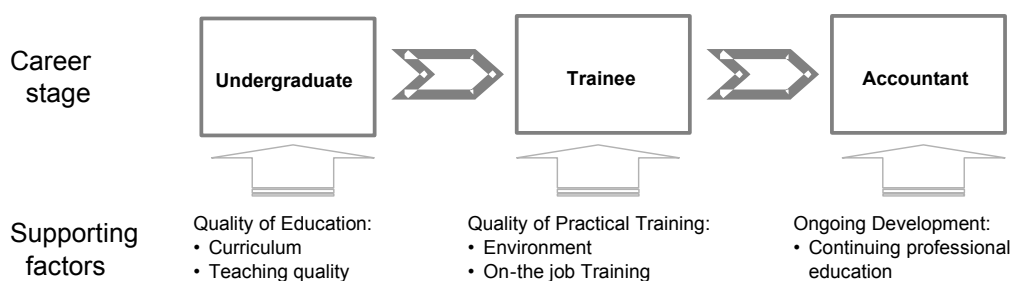 Career
stage
Undergraduate
Trainee
Accountant
Supporting
factors
Quality of Education:
• Curriculum
• Teaching quality
Quality of Practical Training:
• Environment
• On-the job Training
Ongoing Development:
• Continuing professional
education